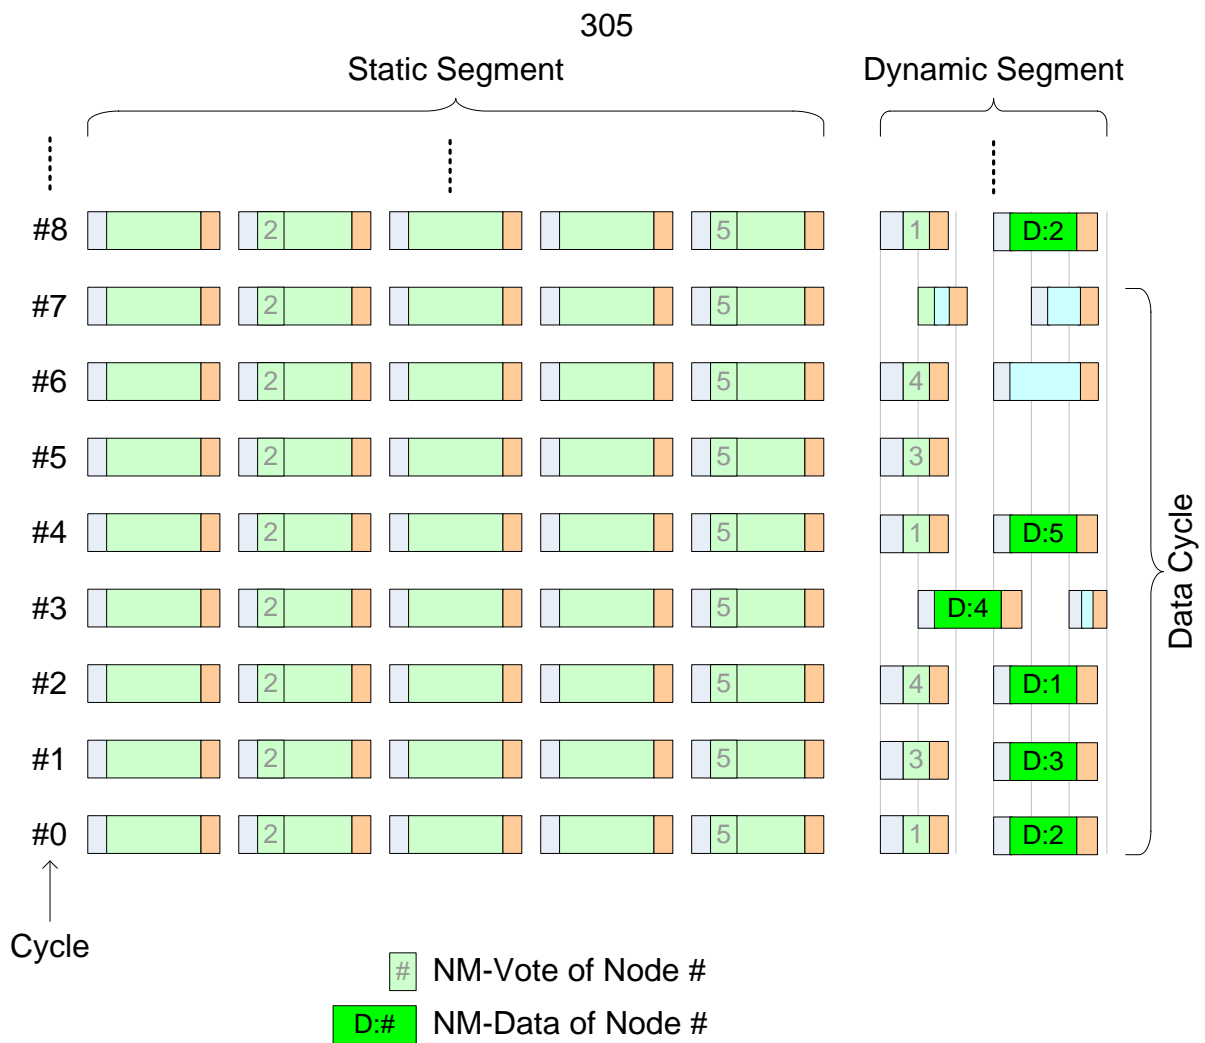 305
Static Segment Dynamic Segment
#8 2 5 1 D:2
#7 2 5
#6 2 5 4
#5 2 5 3
#4 2 5 1 D:5
#3 2 5 D:4
#2 2 5 4 D:1
#1 2 5 3 D:3
#0 2 5 1 D:2
Data Cycle
Cycle
# NM-Vote of Node #
D:# NM-Data of Node #